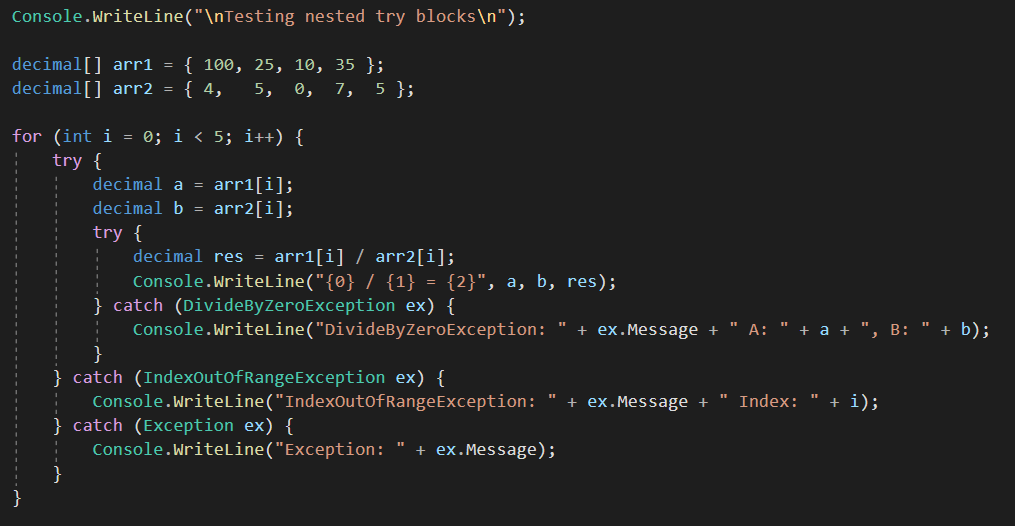 Console.WriteLine("\nTesting nested try blocks\n");

decimal[] arr1 = { 100, 25, 10, 35 };
decimal[] arr2 = { 4,   5,  0,  7,  5 };

for (int i = 0; i < 5; i++) {
    try {
        decimal a = arr1[i];
        decimal b = arr2[i];
        try {
            decimal res = arr1[i] / arr2[i];
            Console.WriteLine("{0} / {1} = {2}", a, b, res);
        } catch (DivideByZeroException ex) {
            Console.WriteLine("DivideByZeroException: " + ex.Message + " A: " + a + ", B: " + b);
        }
    } catch (IndexOutOfRangeException ex) {
        Console.WriteLine("IndexOutOfRangeException: " + ex.Message + " Index: " + i);
    } catch (Exception ex) {
        Console.WriteLine("Exception: " + ex.Message);
    }
}